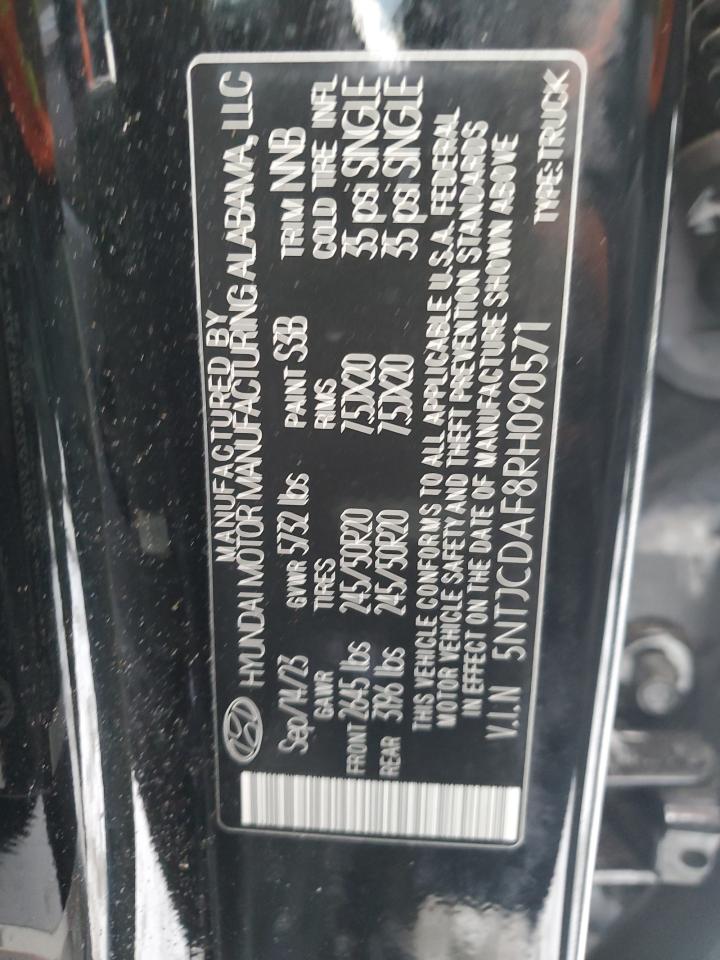 MANUFACTURED BY
HYUNDAI MOTOR MANUFACTURING ALABAMA, LLC
Sep/14/23 GVWR 5732 lbs PAINT S3B TRIM NNB
GAWR TIRES RIMS COLD TIRE INFL
FRONT 2645 lbs 245/50R20 7.5JX20 35 psi SINGLE
REAR 3196 lbs 245/50R20 7.5JX20 35 psi SINGLE
THIS VEHICLE CONFORMS TO ALL APPLICABLE U.S.A. FEDERAL
MOTOR VEHICLE SAFETY AND THEFT PREVENTION STANDARDS
IN EFFECT ON THE DATE OF MANUFACTURE SHOWN ABOVE
V.I.N 5NTJCDAF8RH090571 TYPE:TRUCK